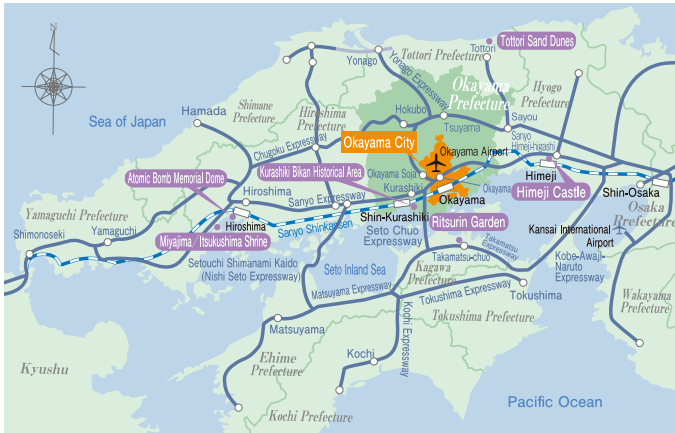 N
Sea of Japan
Yonago
Tottori Prefecture
Tottori
Tottori Sand Dunes
Yonago Expressway
Okayama
Prefecture
Hyogo
Prefecture
Hamada
Shimane
Prefecture
Hiroshima
Prefecture
Hokubo
Tsuyama
Sayou
Sanyo
Himeji-higashi
Chugoku Expressway
Okayama City
Okayama Airport
Atomic Bomb Memorial Dome
Kurashiki Bikan Historical Area
Okayama Soja
Himeji
Himeji Castle
Shin-Osaka
Osaka
Prefecture
Hiroshima
Sanyo Expressway
Kurashiki
Okayama
Okayama
Yamaguchi Prefecture
Hiroshima
Shin-Kurashiki
Ritsurin Garden
Kansai International
Airport
Shimonoseki
Yamaguchi
Miyajima / Itsukushima Shrine
Sanyo Shinkansen
Seto Chuo
Expressway
Takamatsu
Expressway
Takamatsu-chuo
Kobe-Awaji-
Naruto
Expressway
Setouchi Shimanami Kaido
(Nishi Seto Expressway)
Seto Inland Sea
Kagawa
Prefecture
Matsuyama Expressway
Tokushima Expressway
Tokushima
Wakayama
Prefecture
Matsuyama
Kochi Expressway
Tokushima Prefecture
Kyushu
Ehime
Prefecture
Kochi
Kochi Prefecture
Pacific Ocean